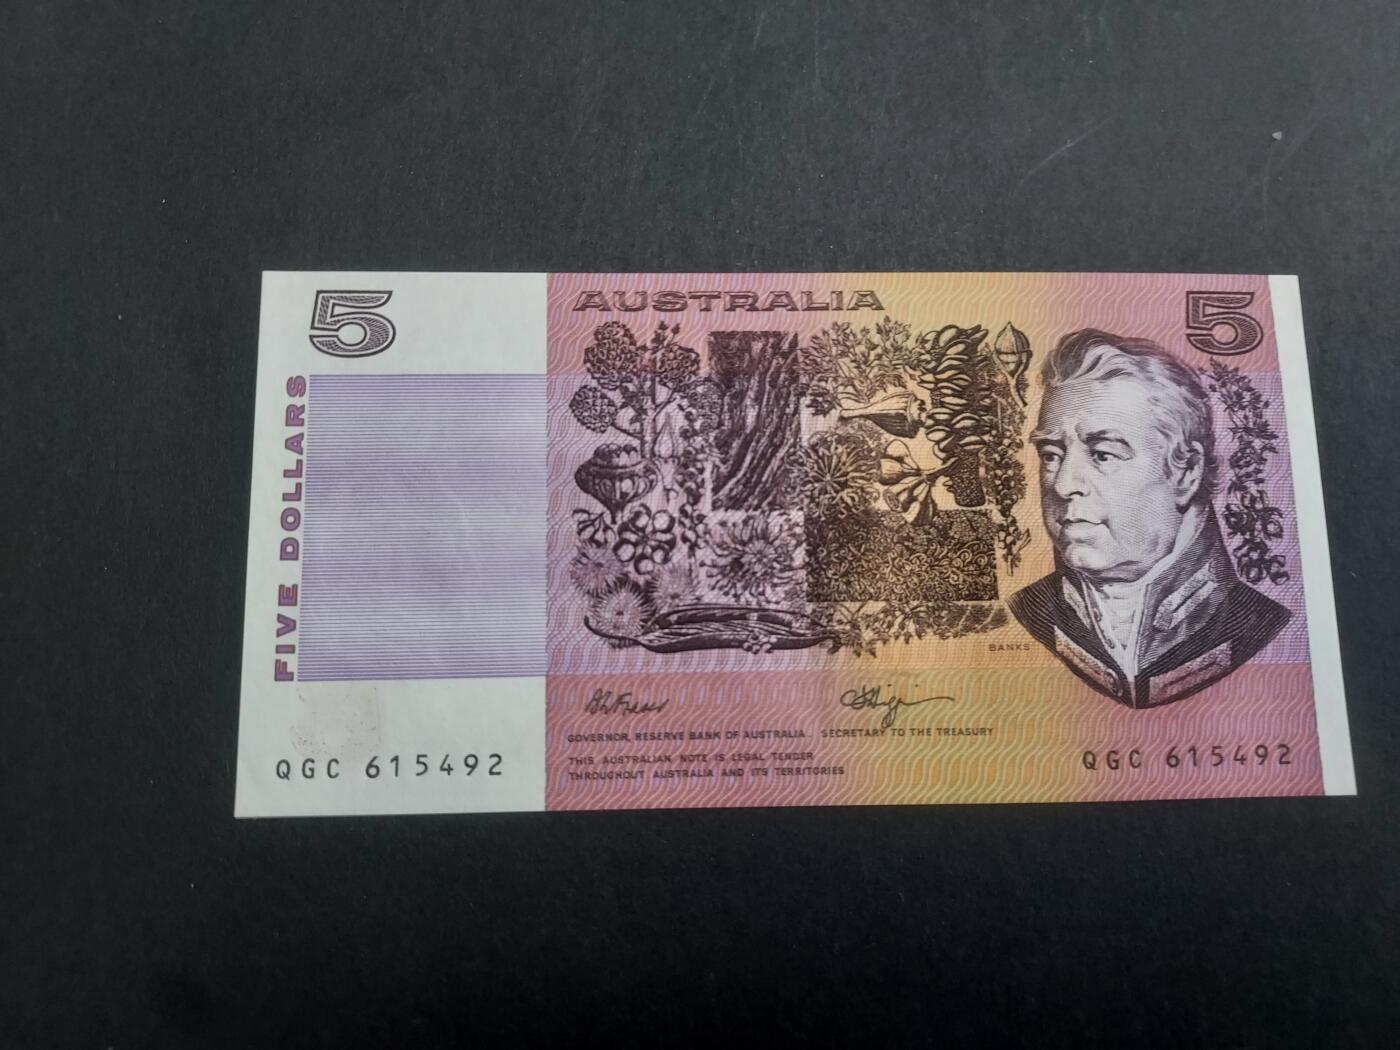 5
AUSTRALIA
5
FIVE DOLLARS
BANKS
GOVERNOR, RESERVE BANK OF AUSTRALIA.
SECRETARY TO THE TREASURY
THIS AUSTRALIAN NOTE IS LEGAL TENDER
THROUGHOUT AUSTRALIA AND ITS TERRITORIES
QGC 615492
QGC 615492